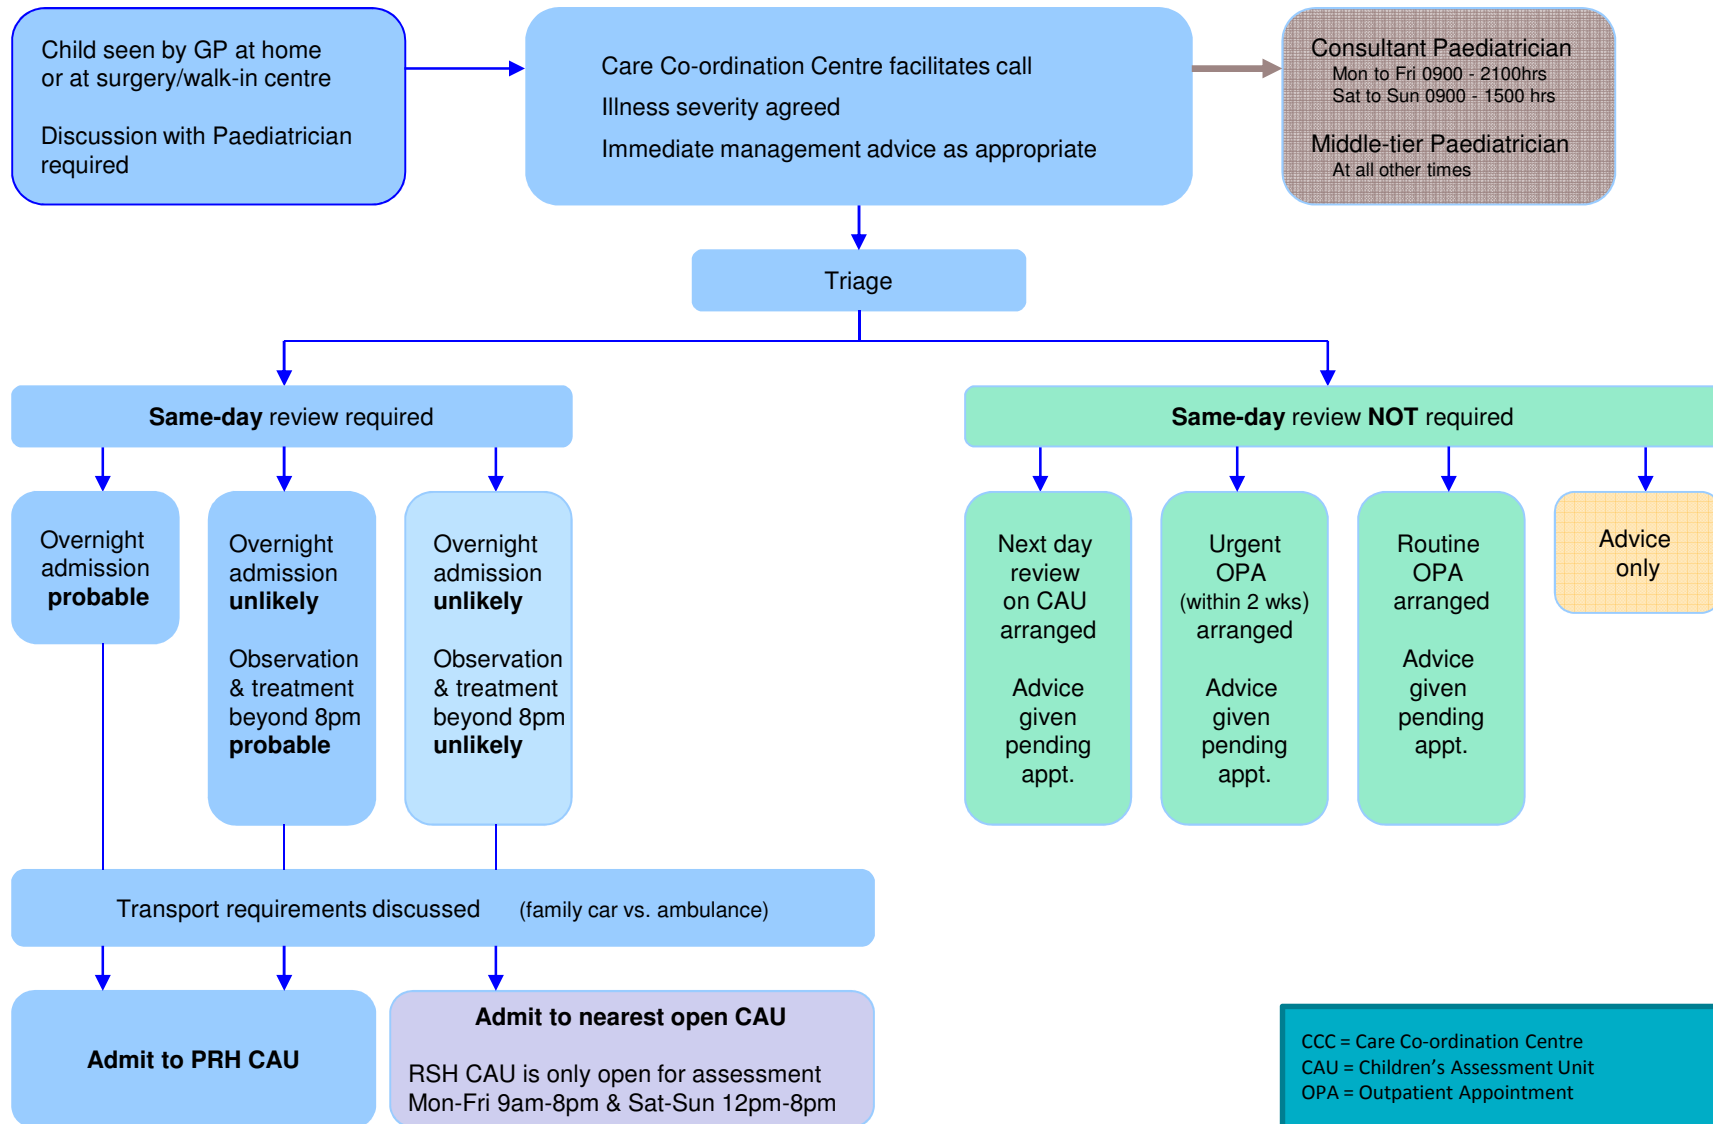 Child seen by GP at home
or at surgery/walk-in centre
Discussion with Paediatrician
required
Care Co-ordination Centre facilitates call
Illness severity agreed
Immediate management advice as appropriate
Consultant Paediatrician
Mon to Fri 0900 - 2100hrs
Sat to Sun 0900 - 1500 hrs
Middle-tier Paediatrician
At all other times
Triage
Same-day review required
Same-day review NOT required
Overnight
admission
probable
Overnight
admission
unlikely
Observation
& treatment
beyond 8pm
probable
Overnight
admission
unlikely
Observation
& treatment
beyond 8pm
unlikely
Next day
review
on CAU
arranged
Advice
given
pending
appt.
Urgent
OPA
(within 2 wks)
arranged
Advice
given
pending
appt.
Routine
OPA
arranged
Advice
given
pending
appt.
Advice
only
Transport requirements discussed (family car vs. ambulance)
Admit to PRH CAU
Admit to nearest open CAU
RSH CAU is only open for assessment
Mon-Fri 9am-8pm & Sat-Sun 12pm-8pm
CCC = Care Co-ordination Centre
CAU = Children's Assessment Unit
OPA = Outpatient Appointment